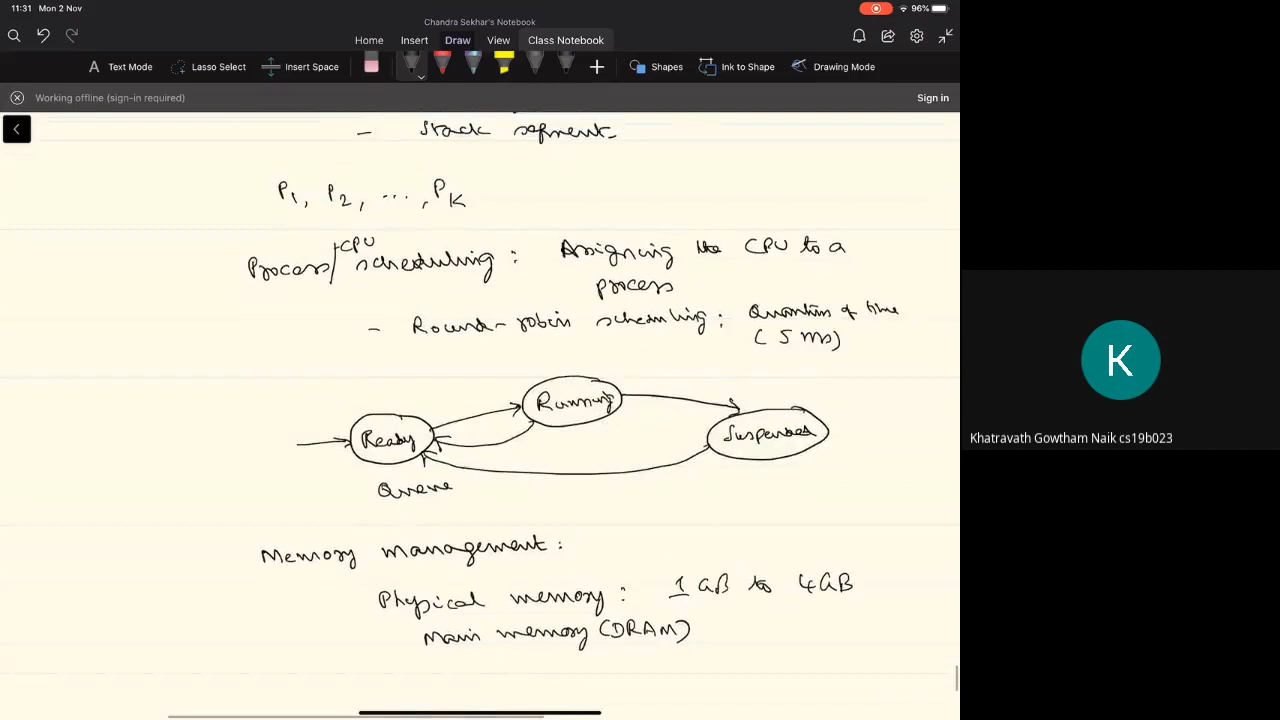 11:31 Mon 2 Nov
96%
Chandra Sekhar's Notebook
Home Insert Draw View Class Notebook
Text Mode Lasso Select Insert Space Shapes Ink to Shape Drawing Mode
Working offline (sign-in required) Sign in
- Stack segment
P1, P2, ..., PK
Process/CPU scheduling : Assigning the CPU to a
process
- Round-robin scheduling : Quantum of time
(5 ms)
Running
Ready
Suspended
Queue
Memory management :
Physical memory : 1 GB to 4GB
Main memory (DRAM)
K
Khatravath Gowtham Naik cs19b023